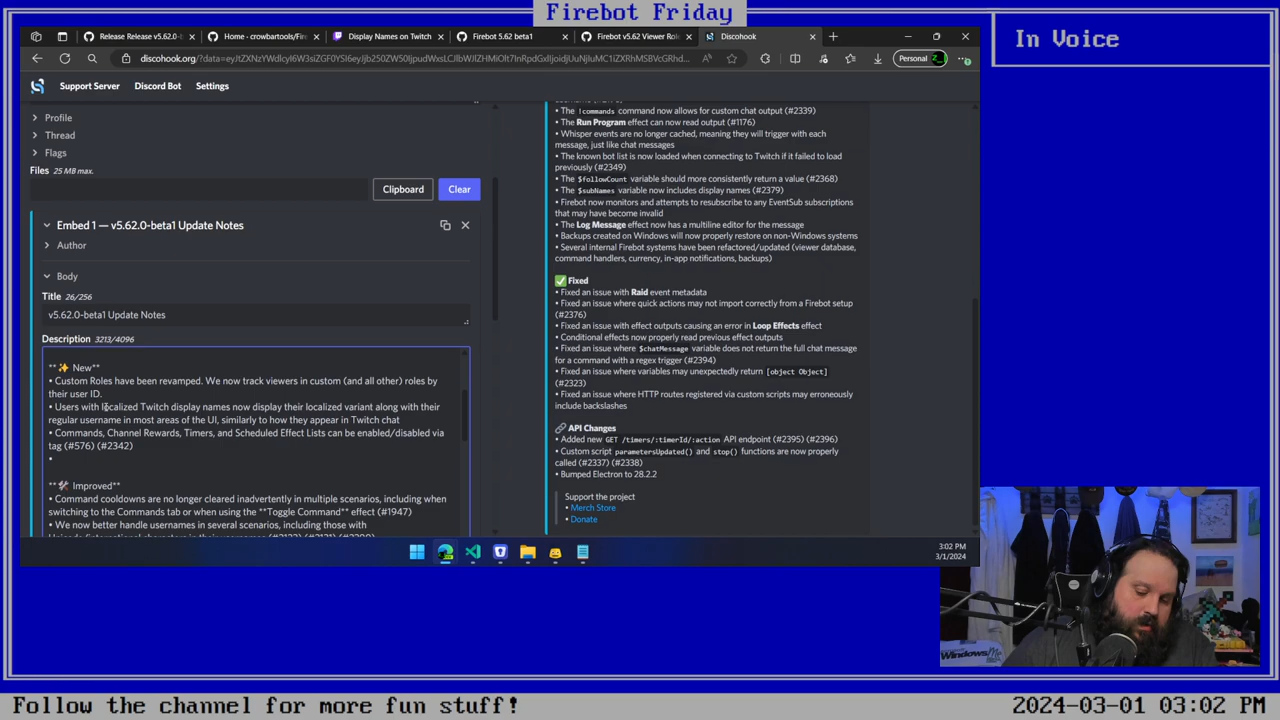 Firebot Friday
In Voice
Release Release v5.62.0-b
Home · crowbartools/Fire
Display Names on Twitch
Firebot 5.62 beta1
Firebot v5.62 Viewer Rol
Discohook
Personal
Support Server
Discord Bot
Settings
Profile
Thread
Flags
Files 25 MB max.
Clipboard
Clear
Embed 1 — v5.62.0-beta1 Update Notes
Author
Body
Title 26/256
v5.62.0-beta1 Update Notes
Description 3213/4096
**✨ New**
• Custom Roles have been revamped. We now track viewers in custom (and all other) roles by
their user ID.
• Users with localized Twitch display names now display their localized variant along with their
regular username in most areas of the UI, similarly to how they appear in Twitch chat
• Commands, Channel Rewards, Timers, and Scheduled Effect Lists can be enabled/disabled via
tag (#576) (#2342)
•
**🛠 Improved**
• Command cooldowns are no longer cleared inadvertently in multiple scenarios, including when
switching to the Commands tab or when using the **Toggle Command** effect (#1947)
• We now better handle usernames in several scenarios, including those with
• The !commands command now allows for custom chat output (#2339)
• The Run Program effect can now read output (#1176)
• Whisper events are no longer cached, meaning they will trigger with each
message, just like chat messages
• The known bot list is now loaded when connecting to Twitch if it failed to load
previously (#2349)
• The $followCount variable should more consistently return a value (#2368)
• The $subNames variable now includes display names (#2379)
• Firebot now monitors and attempts to resubscribe to any EventSub subscriptions
that may have become invalid
• The Log Message effect now has a multiline editor for the message
• Backups created on Windows will now properly restore on non-Windows systems
• Several internal Firebot systems have been refactored/updated (viewer database,
command handlers, currency, in-app notifications, backups)
✅ Fixed
• Fixed an issue with Raid event metadata
• Fixed an issue where quick actions may not import correctly from a Firebot setup
(#2376)
• Fixed an issue with effect outputs causing an error in Loop Effects effect
• Conditional effects now properly read previous effect outputs
• Fixed an issue where $chatMessage variable does not return the full chat message
for a command with a regex trigger (#2394)
• Fixed an issue where variables may unexpectedly return [object Object]
(#2323)
• Fixed an issue where HTTP routes registered via custom scripts may erroneously
include backslashes
🔗 API Changes
• Added new GET /timers/:timerId/:action API endpoint (#2395) (#2396)
• Custom script parametersUpdated() and stop() functions are now properly
called (#2337) (#2338)
• Bumped Electron to 28.2.2
Support the project
• Merch Store
• Donate
3:02 PM
3/1/2024
Follow the channel for more fun stuff!
2024-03-01 03:02 PM